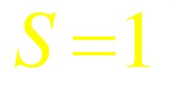 S = 1